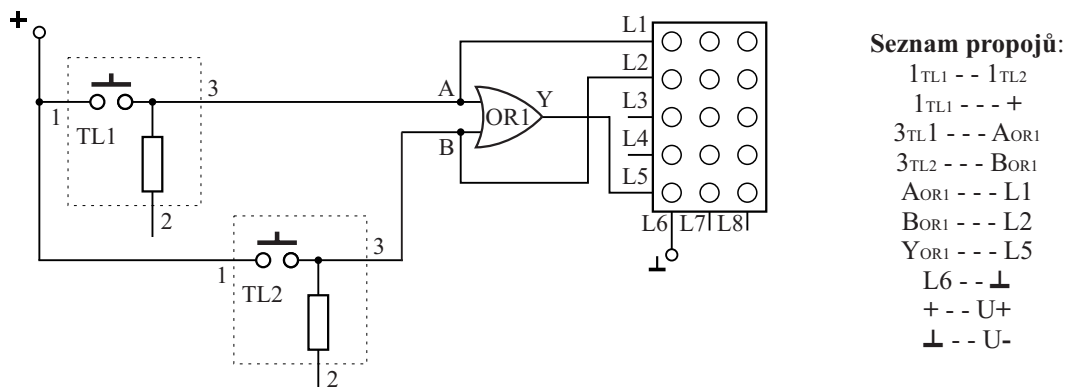 +
1
TL1
3
2
1
TL2
3
2
A
B
OR1
Y
L1
L2
L3
L4
L5
L6 L7 L8
Seznam propojů:
1TL1 - - 1TL2
1TL1 - - - +
3TL1 - - - AOR1
3TL2 - - - BOR1
AOR1 - - - L1
BOR1 - - - L2
YOR1 - - - L5
L6 - - ⊥
+ - - U+
⊥ - - U-